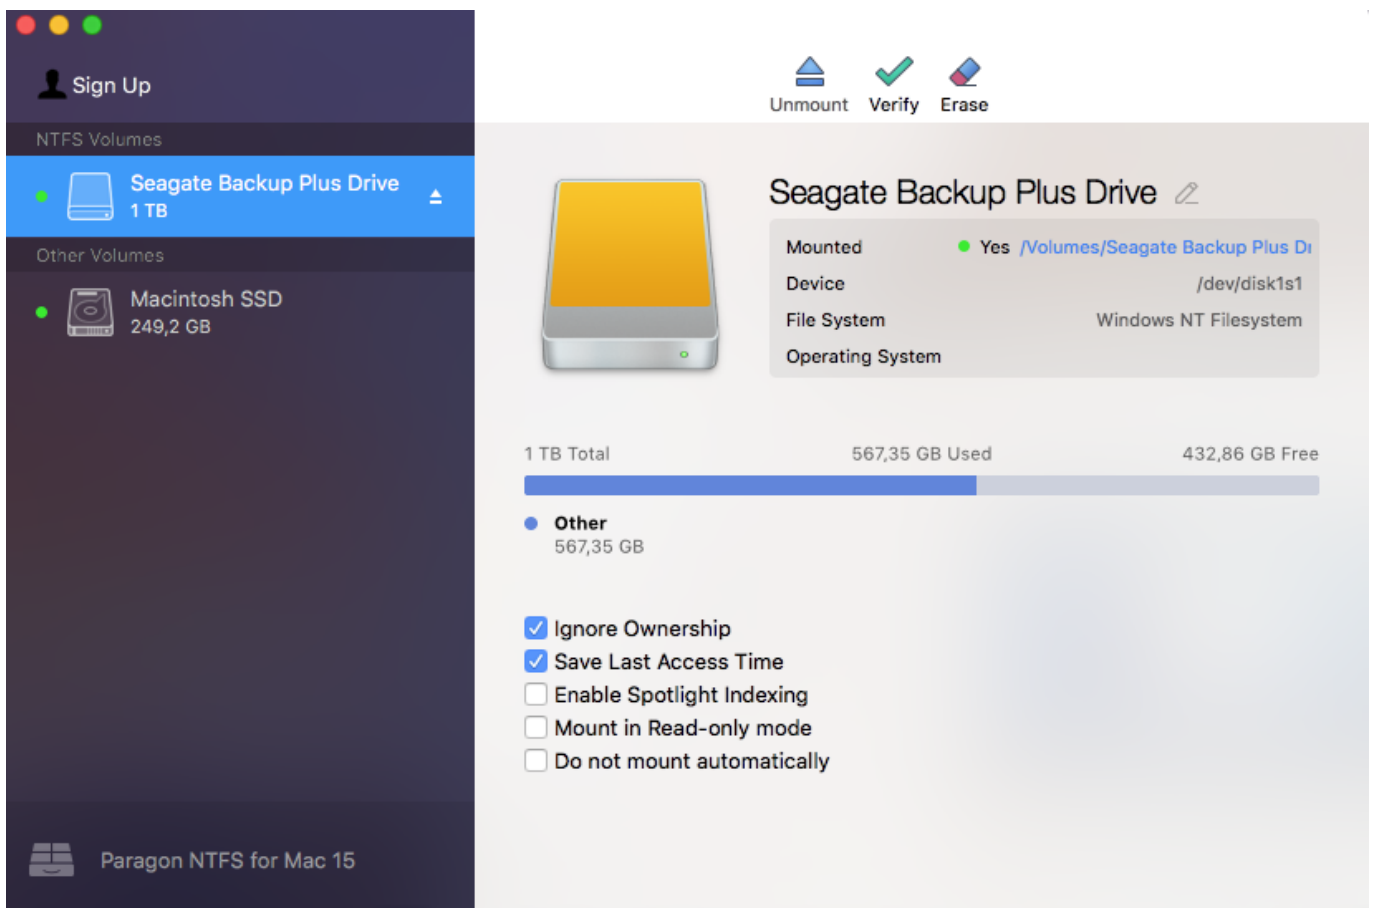 Sign Up
NTFS Volumes
Seagate Backup Plus Drive
1 TB
Other Volumes
Macintosh SSD
249,2 GB
Paragon NTFS for Mac 15
Unmount Verify Erase
Seagate Backup Plus Drive
Mounted Yes /Volumes/Seagate Backup Plus Dr
Device /dev/disk1s1
File System Windows NT Filesystem
Operating System
1 TB Total 567,35 GB Used 432,86 GB Free
Other
567,35 GB
Ignore Ownership
Save Last Access Time
Enable Spotlight Indexing
Mount in Read-only mode
Do not mount automatically